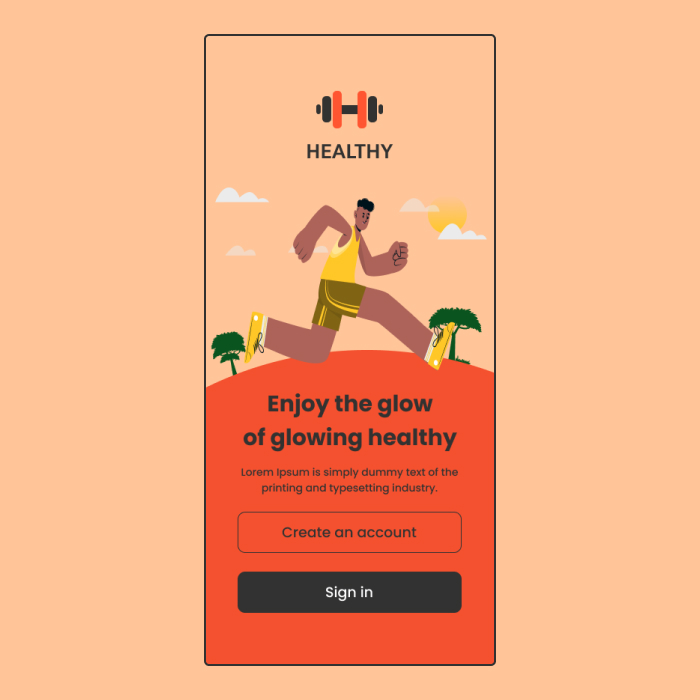 HEALTHY
Enjoy the glow
of glowing healthy
Lorem Ipsum is simply dummy text of the
printing and typesetting industry.
Create an account
Sign in